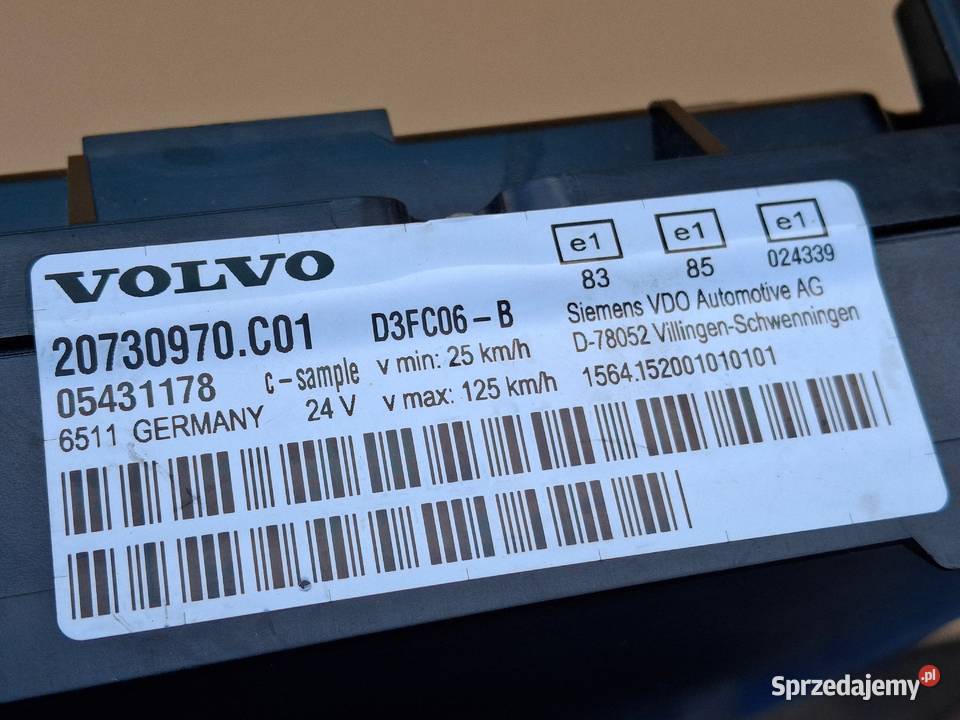 VOLVO
e1 e1 e1
83 85 024339
20730970.C01 D3FC06-B Siemens VDO Automotive AG
05431178 c-sample v min: 25 km/h D-78052 Villingen-Schwenningen
6511 GERMANY 24 V v max: 125 km/h 1564.152001010101
Sprzedajemy.pl